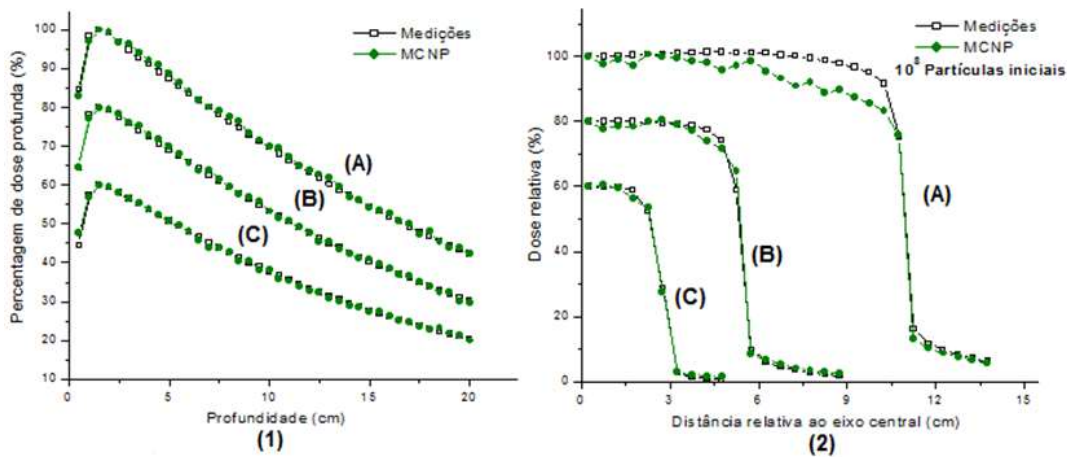 Percentagem de dose profunda (%)
100
90
80
70
60
50
40
30
20
10
Medições
MCNP
(A)
(B)
(C)
0
5
10
15
20
Profundidade (cm)
(1)
Dose relativa (%)
120
100
80
60
40
20
0
Medições
MCNP
10⁸ Partículas iniciais
(A)
(B)
(C)
0
3
6
9
12
15
Distância relativa ao eixo central (cm)
(2)